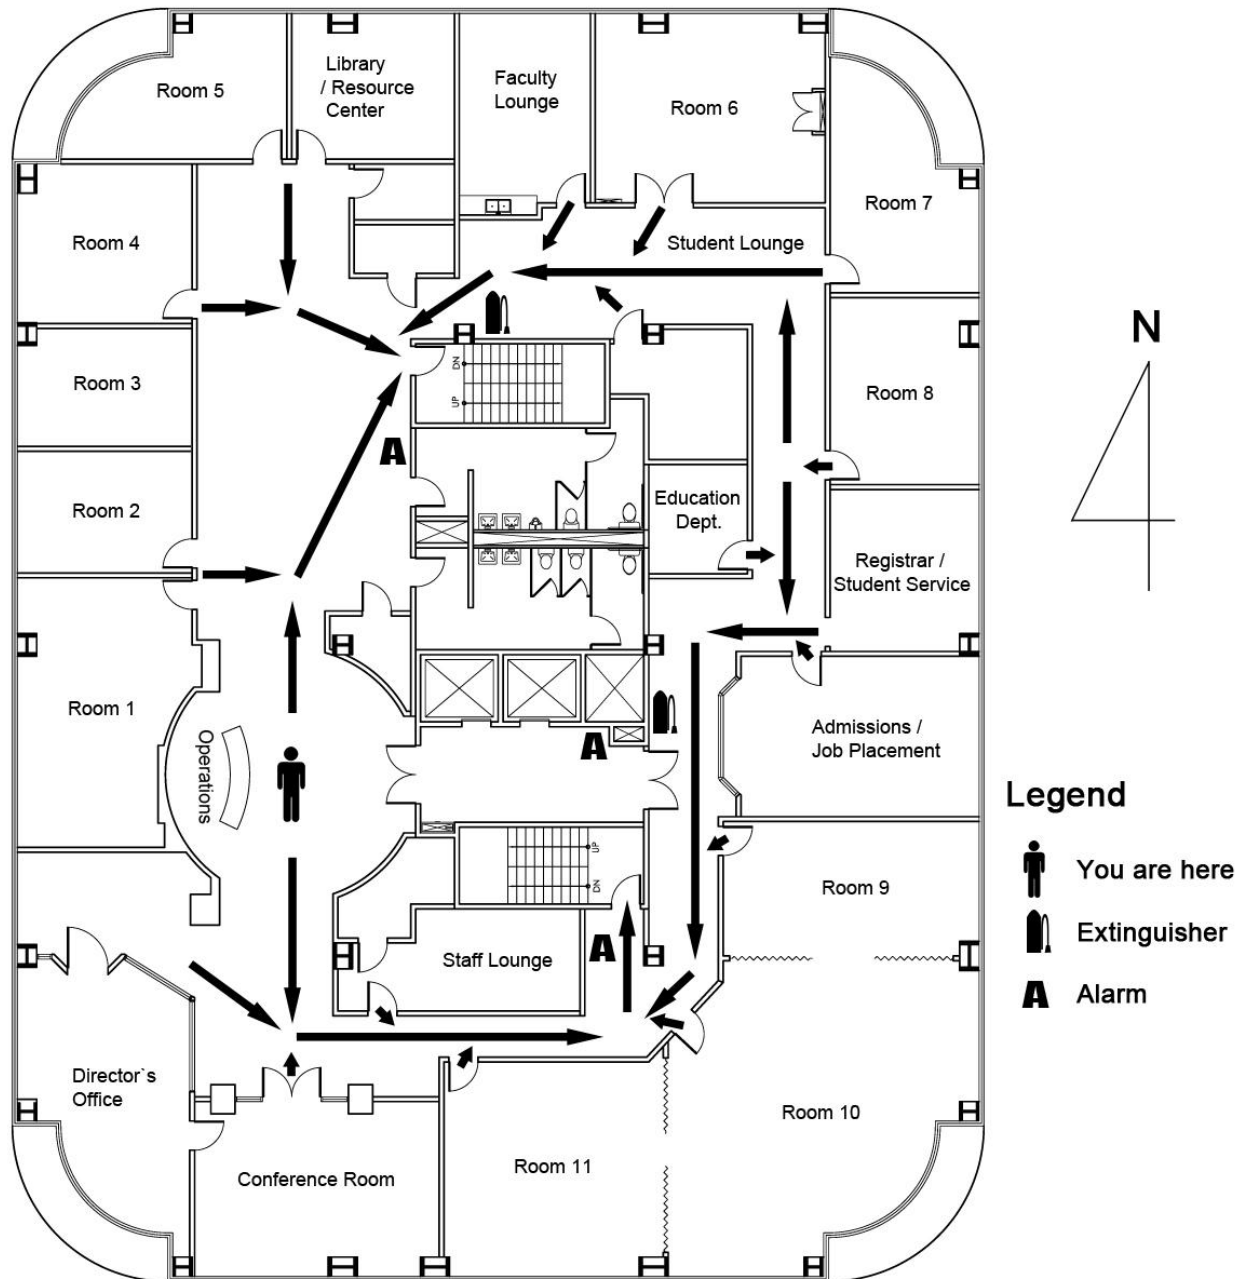 Room 5
Library
/ Resource
Center
Faculty
Lounge
Room 6
Room 7
Room 4
Student Lounge
N
Room 3
DN
UP
Room 8
A
Room 2
Education
Dept.
Registrar /
Student Service
Room 1
Operations
A
Admissions /
Job Placement
Legend
You are here
UP
DN
Room 9
Extinguisher
A
Staff Lounge
A
Alarm
Director`s
Office
Room 10
Room 11
Conference Room